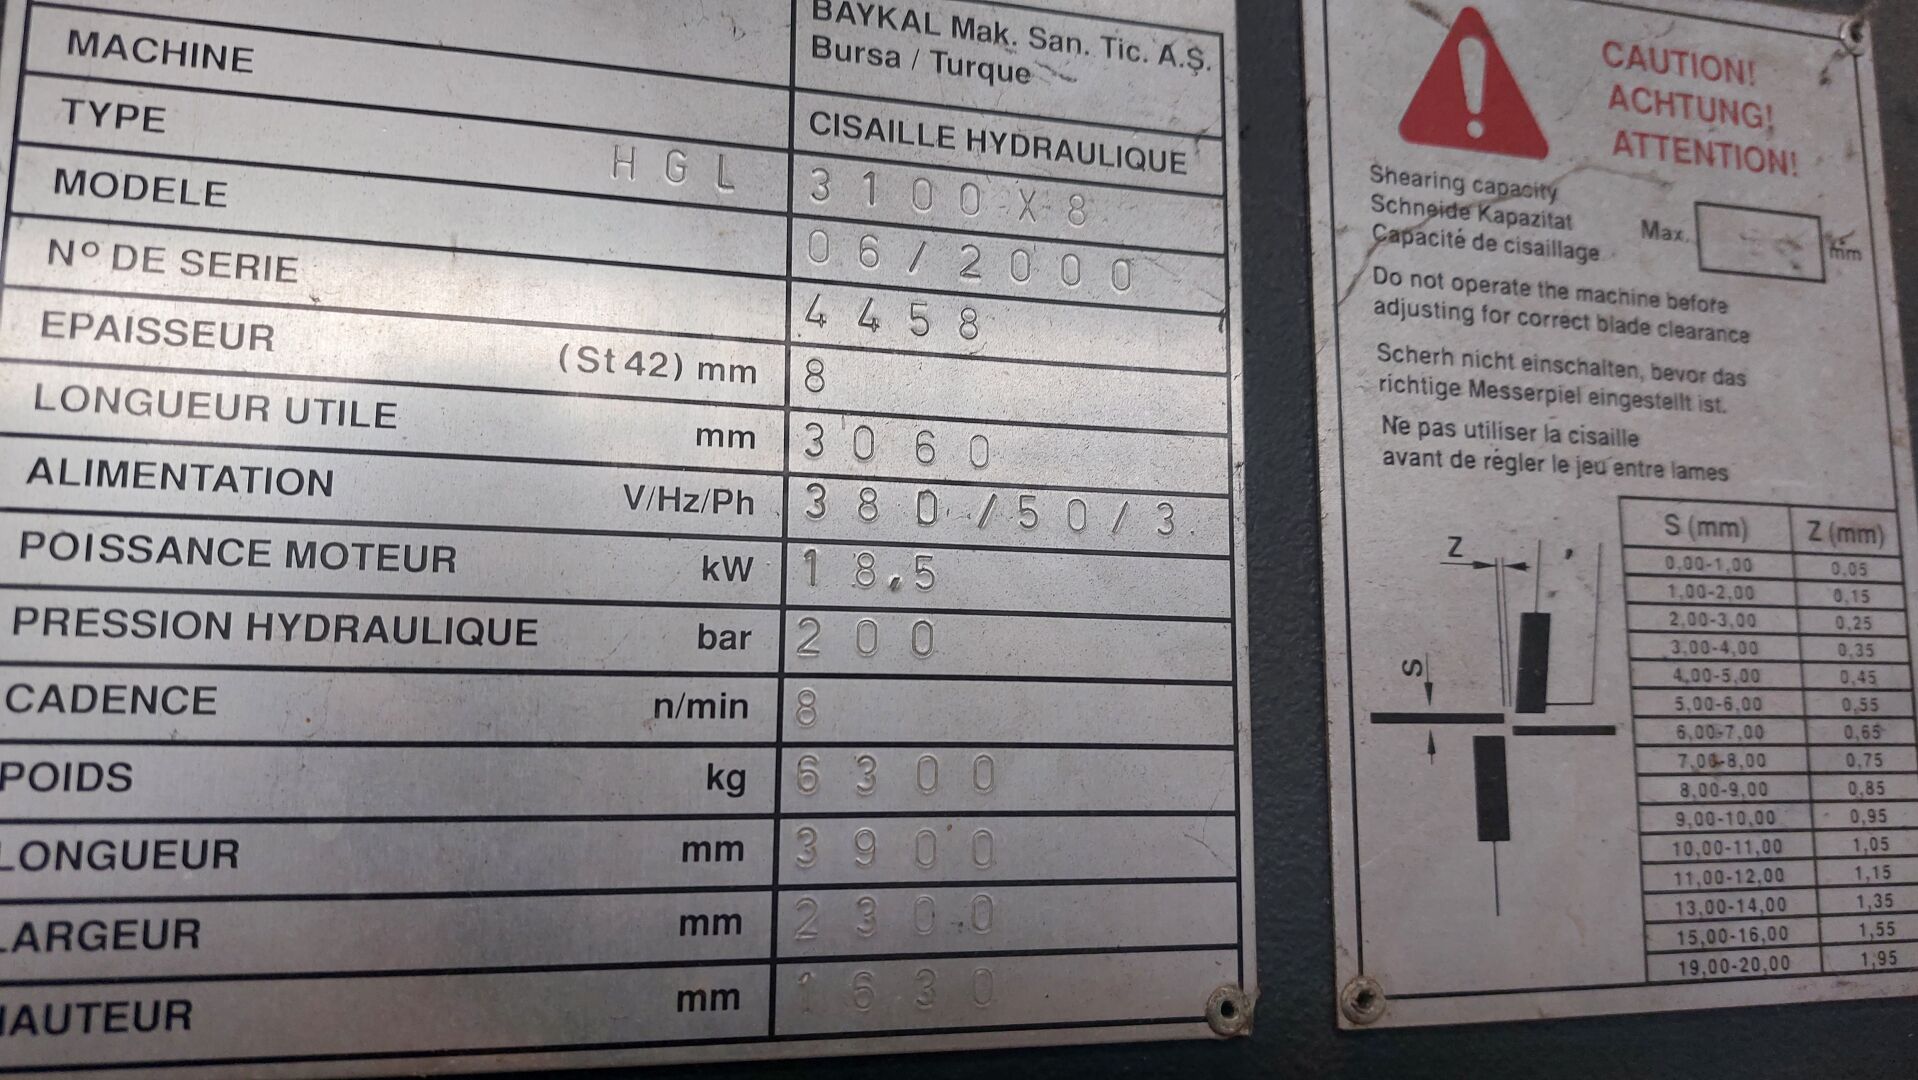 BAYKAL Mak. San. Tic. A.Ş.
Bursa / Turque
MACHINE CISAILLE HYDRAULIQUE
TYPE HGL 3100X8
MODELE 06/2000
Nº DE SERIE 4458
EPAISSEUR (St 42) mm 8
LONGUEUR UTILE mm 3060
ALIMENTATION V/Hz/Ph 380/50/3.
POISSANCE MOTEUR kW 18,5
PRESSION HYDRAULIQUE bar 200
CADENCE n/min 8
POIDS kg 6300
LONGUEUR mm 3900
LARGEUR mm 2300
HAUTEUR mm 1630
CAUTION!
ACHTUNG!
ATTENTION!
Shearing capacity
Schneide Kapazitat
Capacité de cisaillage
Max. mm
Do not operate the machine before
adjusting for correct blade clearance
Scherh nicht einschalten, bevor das
richtige Messerpiel eingestellt ist.
Ne pas utiliser la cisaille
avant de régler le jeu entre lames
Z
S
S (mm) Z (mm)
0,00-1,00 0,05
1,00-2,00 0,15
2,00-3,00 0,25
3,00-4,00 0,35
4,00-5,00 0,45
5,00-6,00 0,55
6,00-7,00 0,65
7,00-8,00 0,75
8,00-9,00 0,85
9,00-10,00 0,95
10,00-11,00 1,05
11,00-12,00 1,15
13,00-14,00 1,35
15,00-16,00 1,55
19,00-20,00 1,95